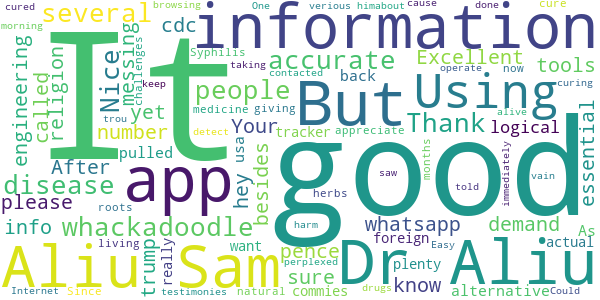 cured several morning Internet browsing One verious himabout cause done cure
cdc information
Syphilis
engineering called religion Nice messing challenges accurate Excellent
people back taking keep contacted medicine giving operate now
It But Using tools curing
yet number Your tracker appreciate Thank logical alive
After trou pulled hey usa besides detect months immediately essential
disease app good saw told vain
please roots herbs
info whackadoodle whatsapp demand As
living trump pence harm foreign Easy actual
Aliu Sam really want sure Dr Aliu
perplexed plenty
Internet Since testimonies natural commies drugs know alternative Could